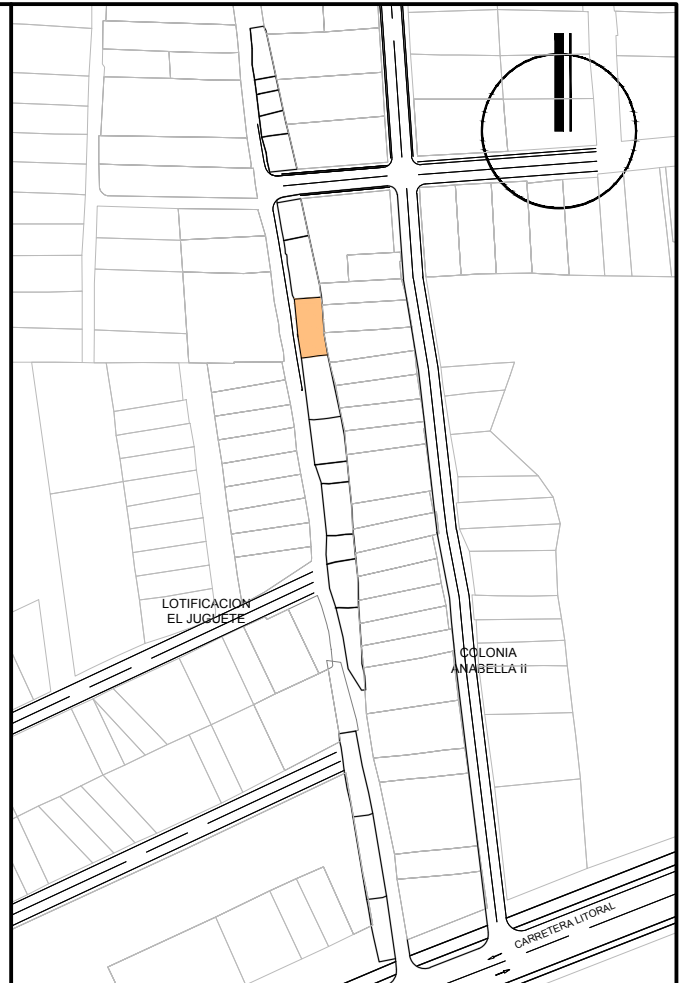 LOTIFICACION
EL JUGUETE
COLONIA
ANABELLA II
CARRETERA LITORAL